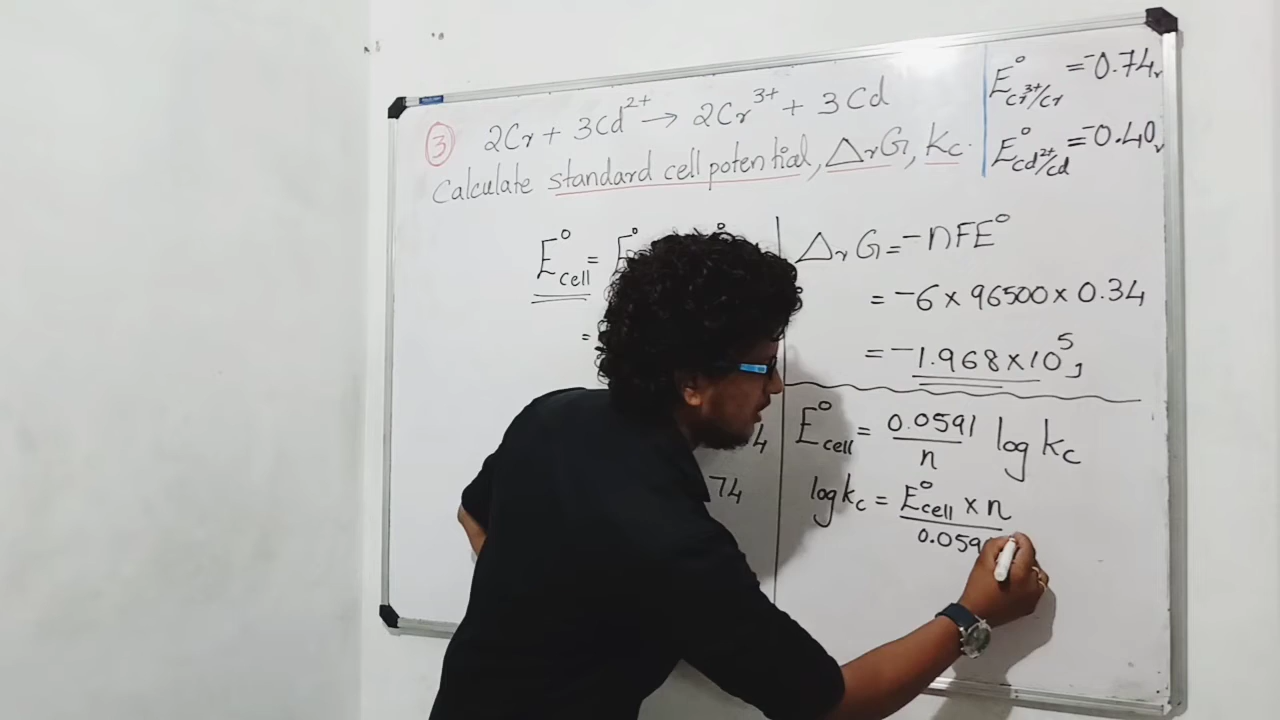 ③ 2Cr + 3Cd²⁺ → 2Cr³⁺ + 3Cd
Calculate standard cell potential, ΔrG, kc.
E°Cr³⁺/Cr = -0.74v
E°Cd²⁺/Cd = -0.40v
E°cell = E°
=
4
74
ΔrG = -nFE°
= -6 × 96500 × 0.34
= -1.968 × 10⁵ J
E°cell = 0.0591/n log kc
log kc = E°cell × n / 0.059